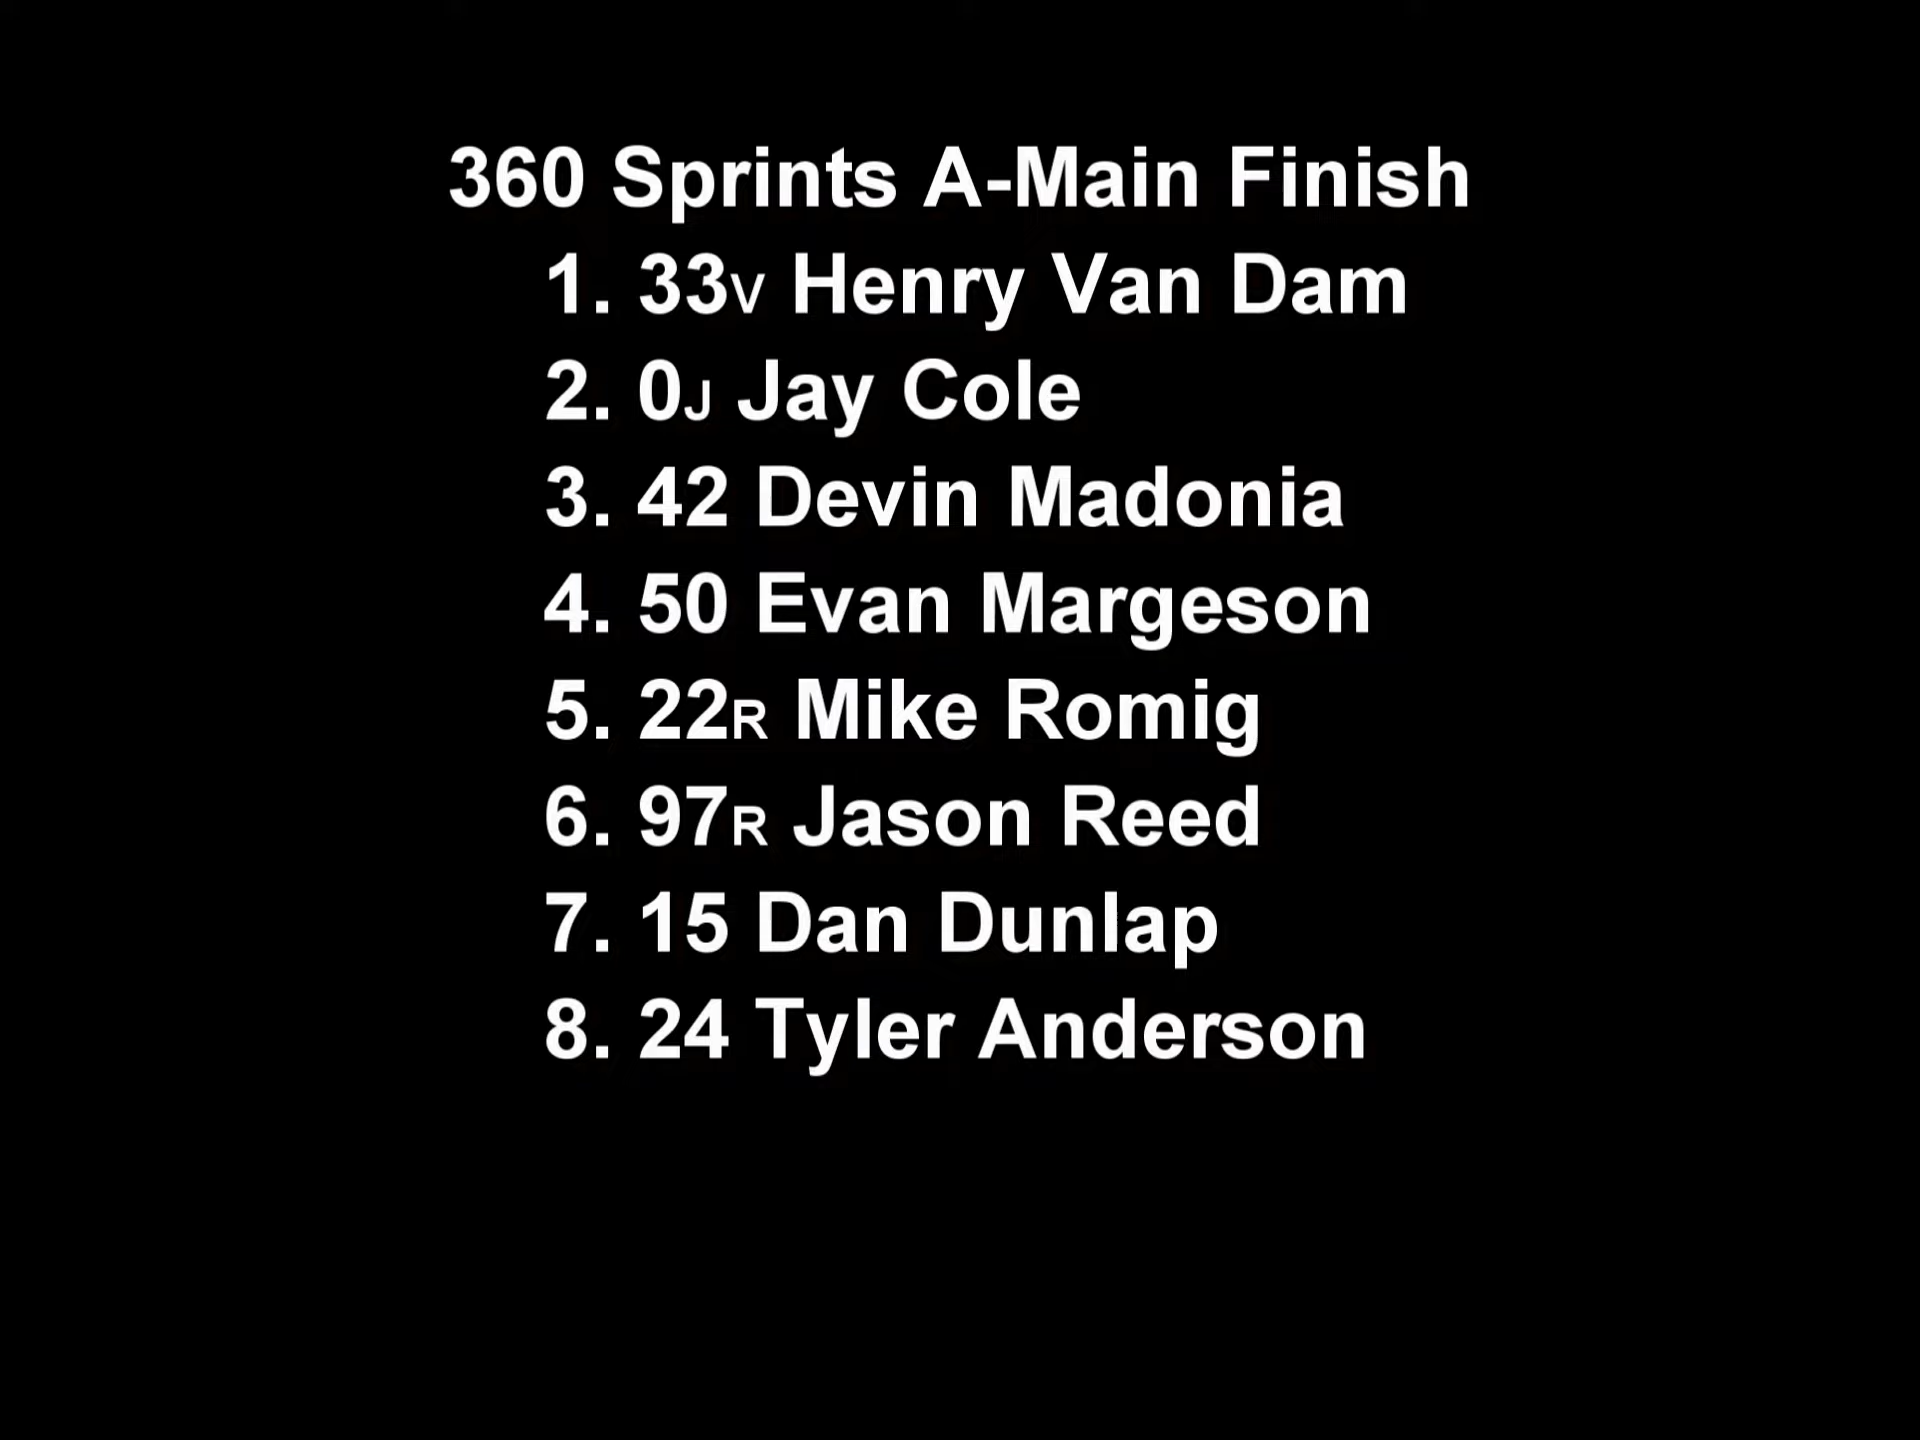 360 Sprints A-Main Finish
1. 33V Henry Van Dam
2. 0J Jay Cole
3. 42 Devin Madonia
4. 50 Evan Margeson
5. 22R Mike Romig
6. 97R Jason Reed
7. 15 Dan Dunlap
8. 24 Tyler Anderson